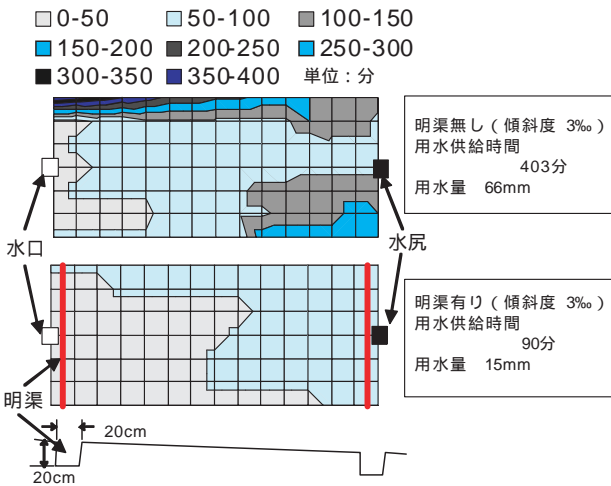 0-50 50-100 100-150
150-200 200-250 250-300
300-350 350-400 単位：分
明渠無し（傾斜度 3‰）
用水供給時間
403分
用水量 66mm
水口
水尻
明渠有り（傾斜度 3‰）
用水供給時間
90分
用水量 15mm
明渠
20cm
20cm